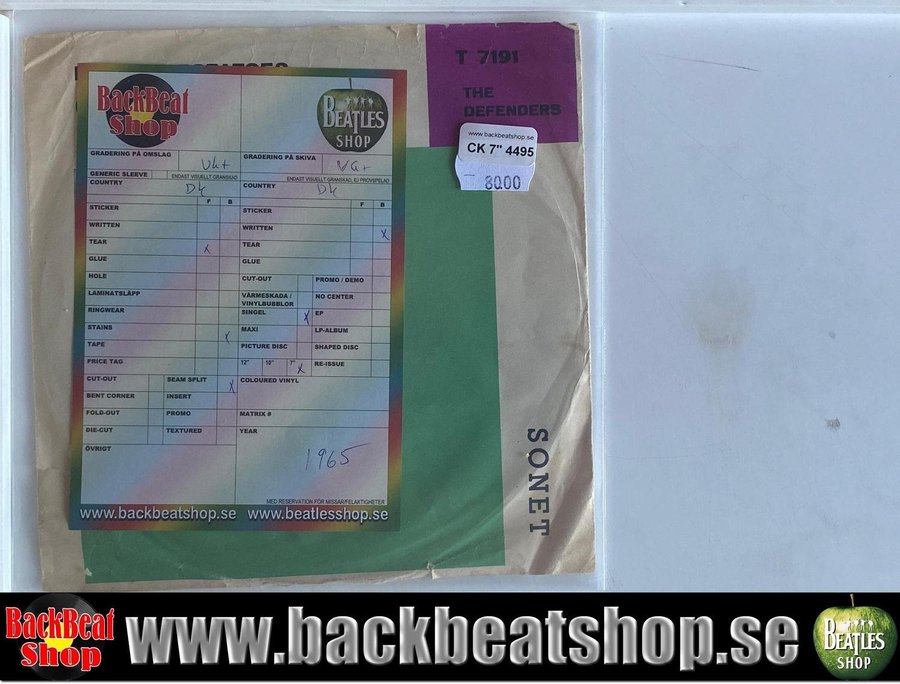 T 7191
THE
DEFENDERS
www.backbeatshop.se
CK 7" 4495
8000
BackBeat
Shop
BEATLES
SHOP
GRADERING PÅ OMSLAG
GRADERING PÅ SKIVA
VG+
GENERIC SLEEVE
ENDAST VISUELLT GRANSKAD
ENDAST VISUELLT GRANSKAD, EJ PROVSPELAD
COUNTRY DK
COUNTRY DK
F B
F B
STICKER
STICKER
WRITTEN
WRITTEN X
TEAR X
TEAR
GLUE
GLUE
HOLE
CUT-OUT
PROMO / DEMO
LAMINATSLÄPP
VÄRMESKADA /
VINYLBUBBLOR
NO CENTER
RINGWEAR
SINGEL X
EP
STAINS X
MAXI
LP-ALBUM
TAPE
PICTURE DISC
SHAPED DISC
PRICE TAG
12" 10" 7" X
RE-ISSUE
CUT-OUT
SEAM SPLIT X
COLOURED VINYL
BENT CORNER
INSERT
FOLD-OUT
PROMO
MATRIX #
DIE-CUT
TEXTURED
YEAR
ÖVRIGT
1965
MED RESERVATION FÖR MISSAR/FELAKTIGHETER
www.backbeatshop.se www.beatlesshop.se
SONET
BackBeat
Shop
www.backbeatshop.se
BEATLES
SHOP